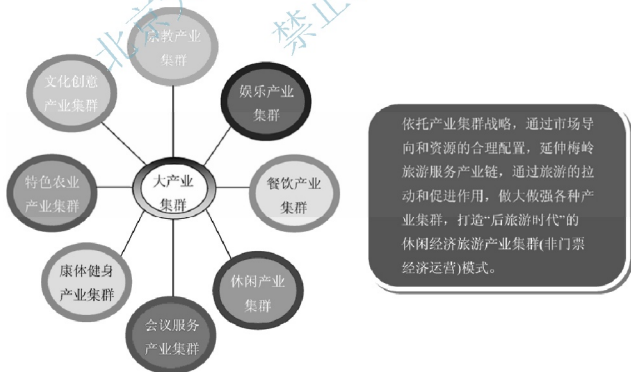 宗教产业
集群
娱乐产业
集群
餐饮产业
集群
休闲产业
集群
会议服务
产业集群
康体健身
产业集群
特色农业
产业集群
文化创意
产业集群
大产业
集群
依托产业集群战略，通过市场导
向和资源的合理配置，延伸梅岭
旅游服务产业链，通过旅游的拉
动和促进作用，做大做强各种产
业集群，打造“后旅游时代”的
休闲经济旅游产业集群(非门票
经济运营)模式。
北京
禁止